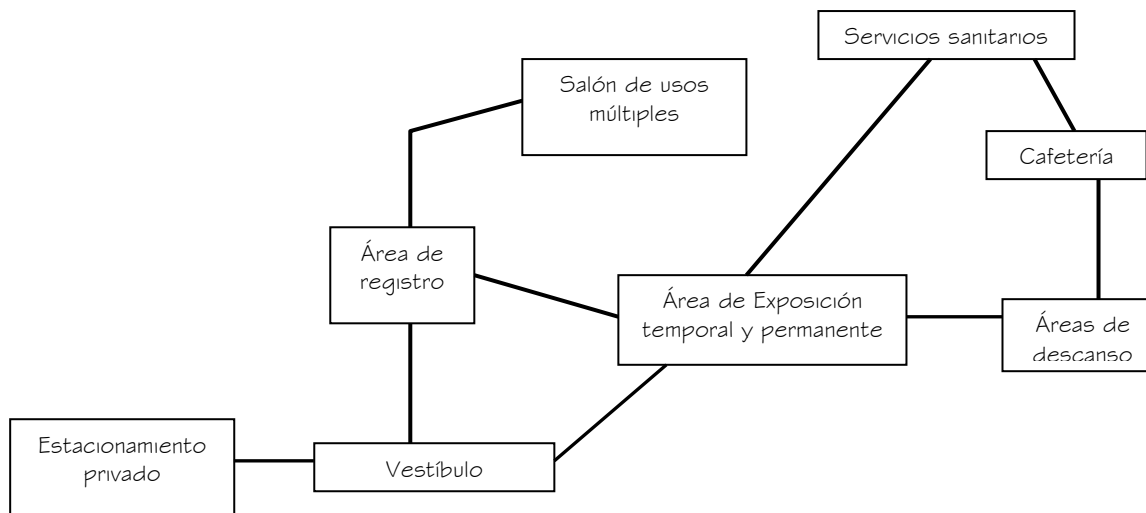 Servicios sanitarios
Salón de usos
múltiples
Cafetería
Área de
registro
Área de Exposición
temporal y permanente
Áreas de
descanso
Estacionamiento
privado
Vestíbulo